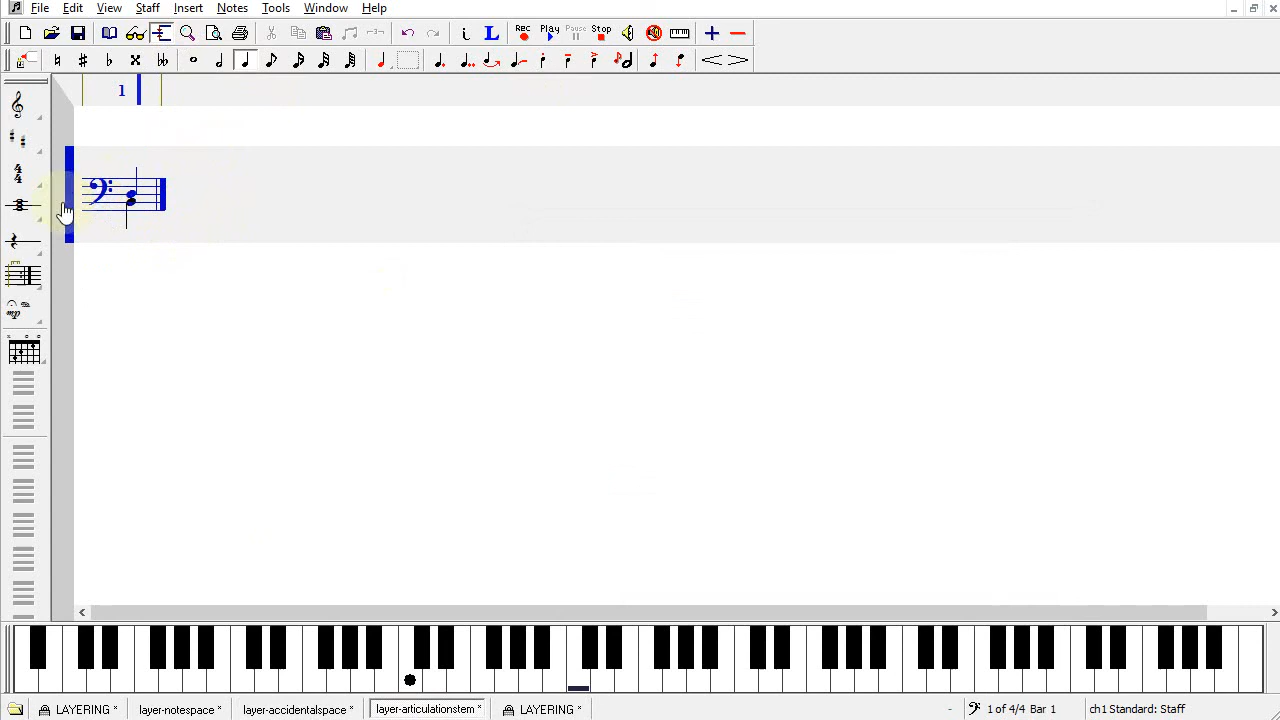 File Edit View Staff Insert Notes Tools Window Help
REC Play Pause Stop
1
LAYERING * layer-notespace * layer-accidentalspace * layer-articulationstem * LAYERING * - 1 of 4/4 Bar 1 ch1 Standard: Staff